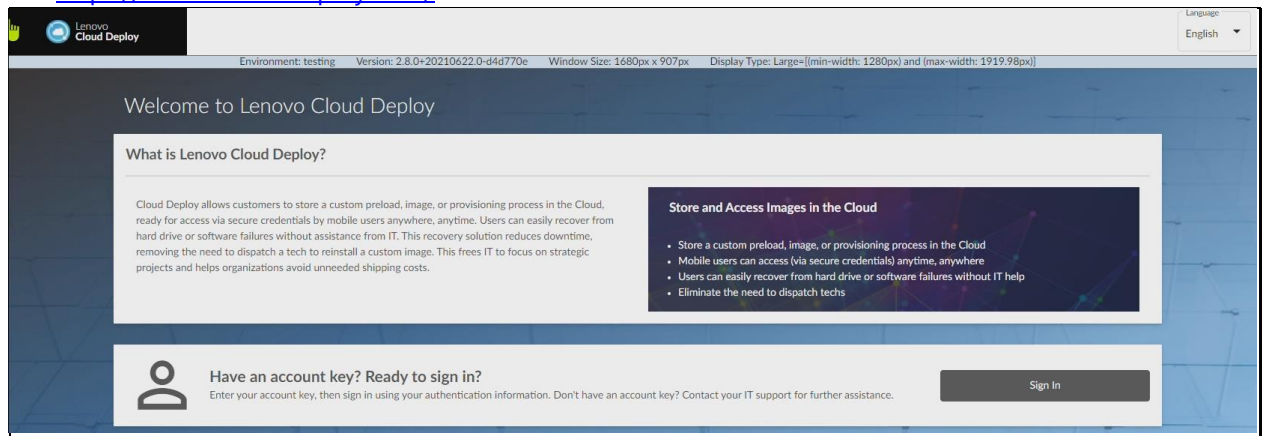 Lenovo
Cloud Deploy
Language
English
Environment: testing Version: 2.8.0+20210622.0-d4d770e Window Size: 1680px x 907px Display Type: Large=[(min-width: 1280px) and (max-width: 1919.98px)]
Welcome to Lenovo Cloud Deploy
What is Lenovo Cloud Deploy?
Cloud Deploy allows customers to store a custom preload, image, or provisioning process in the Cloud,
ready for access via secure credentials by mobile users anywhere, anytime. Users can easily recover from
hard drive or software failures without assistance from IT. This recovery solution reduces downtime,
removing the need to dispatch a tech to reinstall a custom image. This frees IT to focus on strategic
projects and helps organizations avoid unneeded shipping costs.
Store and Access Images in the Cloud
• Store a custom preload, image, or provisioning process in the Cloud
• Mobile users can access (via secure credentials) anytime, anywhere
• Users can easily recover from hard drive or software failures without IT help
• Eliminate the need to dispatch techs
Have an account key? Ready to sign in?
Enter your account key, then sign in using your authentication information. Don't have an account key? Contact your IT support for further assistance.
Sign In